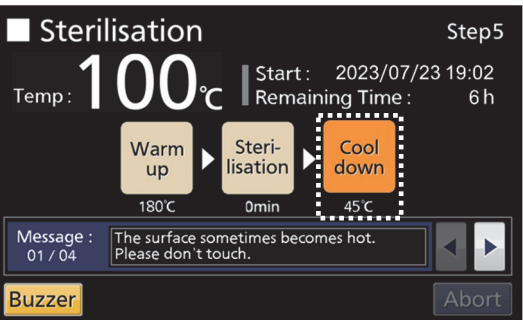 Sterilisation
Step5
Temp : 100℃
Start : 2023/07/23 19:02
Remaining Time : 6 h
Warm
up
Steri-
lisation
Cool
down
180℃
0min
45℃
Message :
01 / 04
The surface sometimes becomes hot.
Please don't touch.
Buzzer
Abort